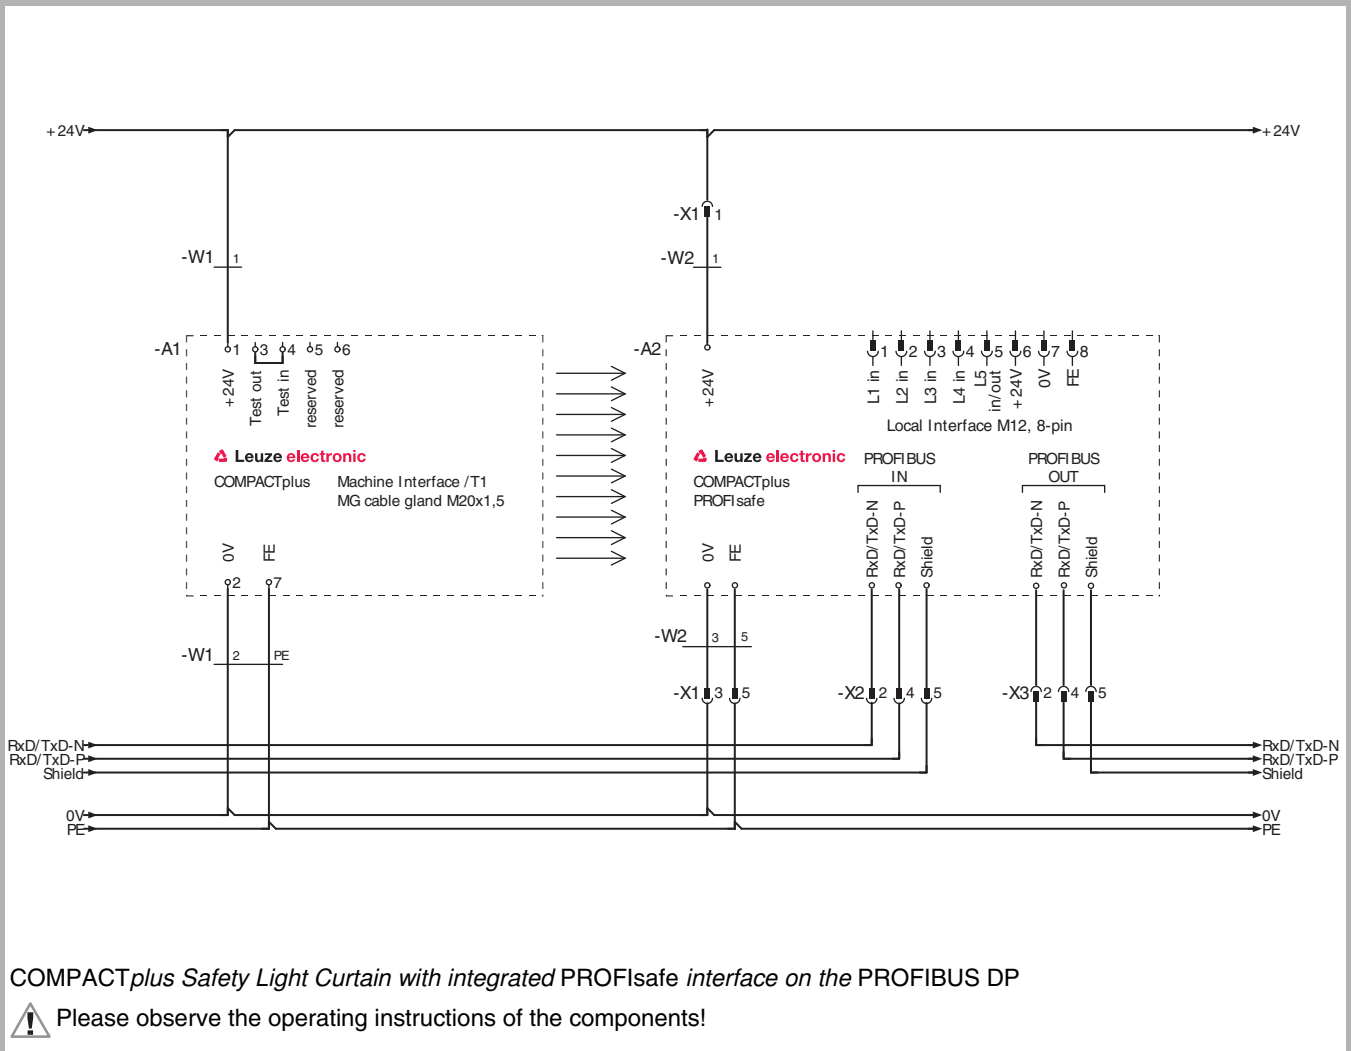 +24V
+24V
-X1 1
-W1 1
-W2 1
-A1 1 3 4 5 6
+24V
Test out
Test in
reserved
reserved
-A2
+24V
1 2 3 4 5 6 7 8
L1 in
L2 in
L3 in
L4 in
L5 in/out
+24V
0V
FE
Local Interface M12, 8-pin
Leuze electronic
COMPACTplus
Machine Interface /T1
MG cable gland M20x1,5
Leuze electronic
COMPACTplus
PROFIsafe
PROFIBUS
IN
PROFIBUS
OUT
0V
FE
2 7
0V
FE
RxD/TxD-N
RxD/TxD-P
Shield
RxD/TxD-N
RxD/TxD-P
Shield
-W1 2 PE
-W2 3 5
-X1 3 5
-X2 2 4 5
-X3 2 4 5
RxD/TxD-N
RxD/TxD-P
Shield
0V
PE
RxD/TxD-N
RxD/TxD-P
Shield
0V
PE
COMPACTplus Safety Light Curtain with integrated PROFIsafe interface on the PROFIBUS DP
Please observe the operating instructions of the components!